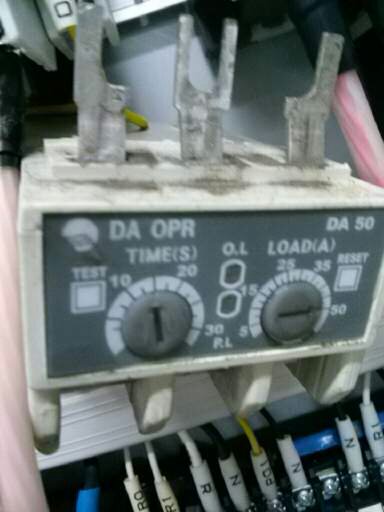 DA OPR
DA 50
TIME(S)
O.L
LOAD(A)
TEST
10
20
30
R.L
5
15
25
35
50
RESET
R
N
N
N
R